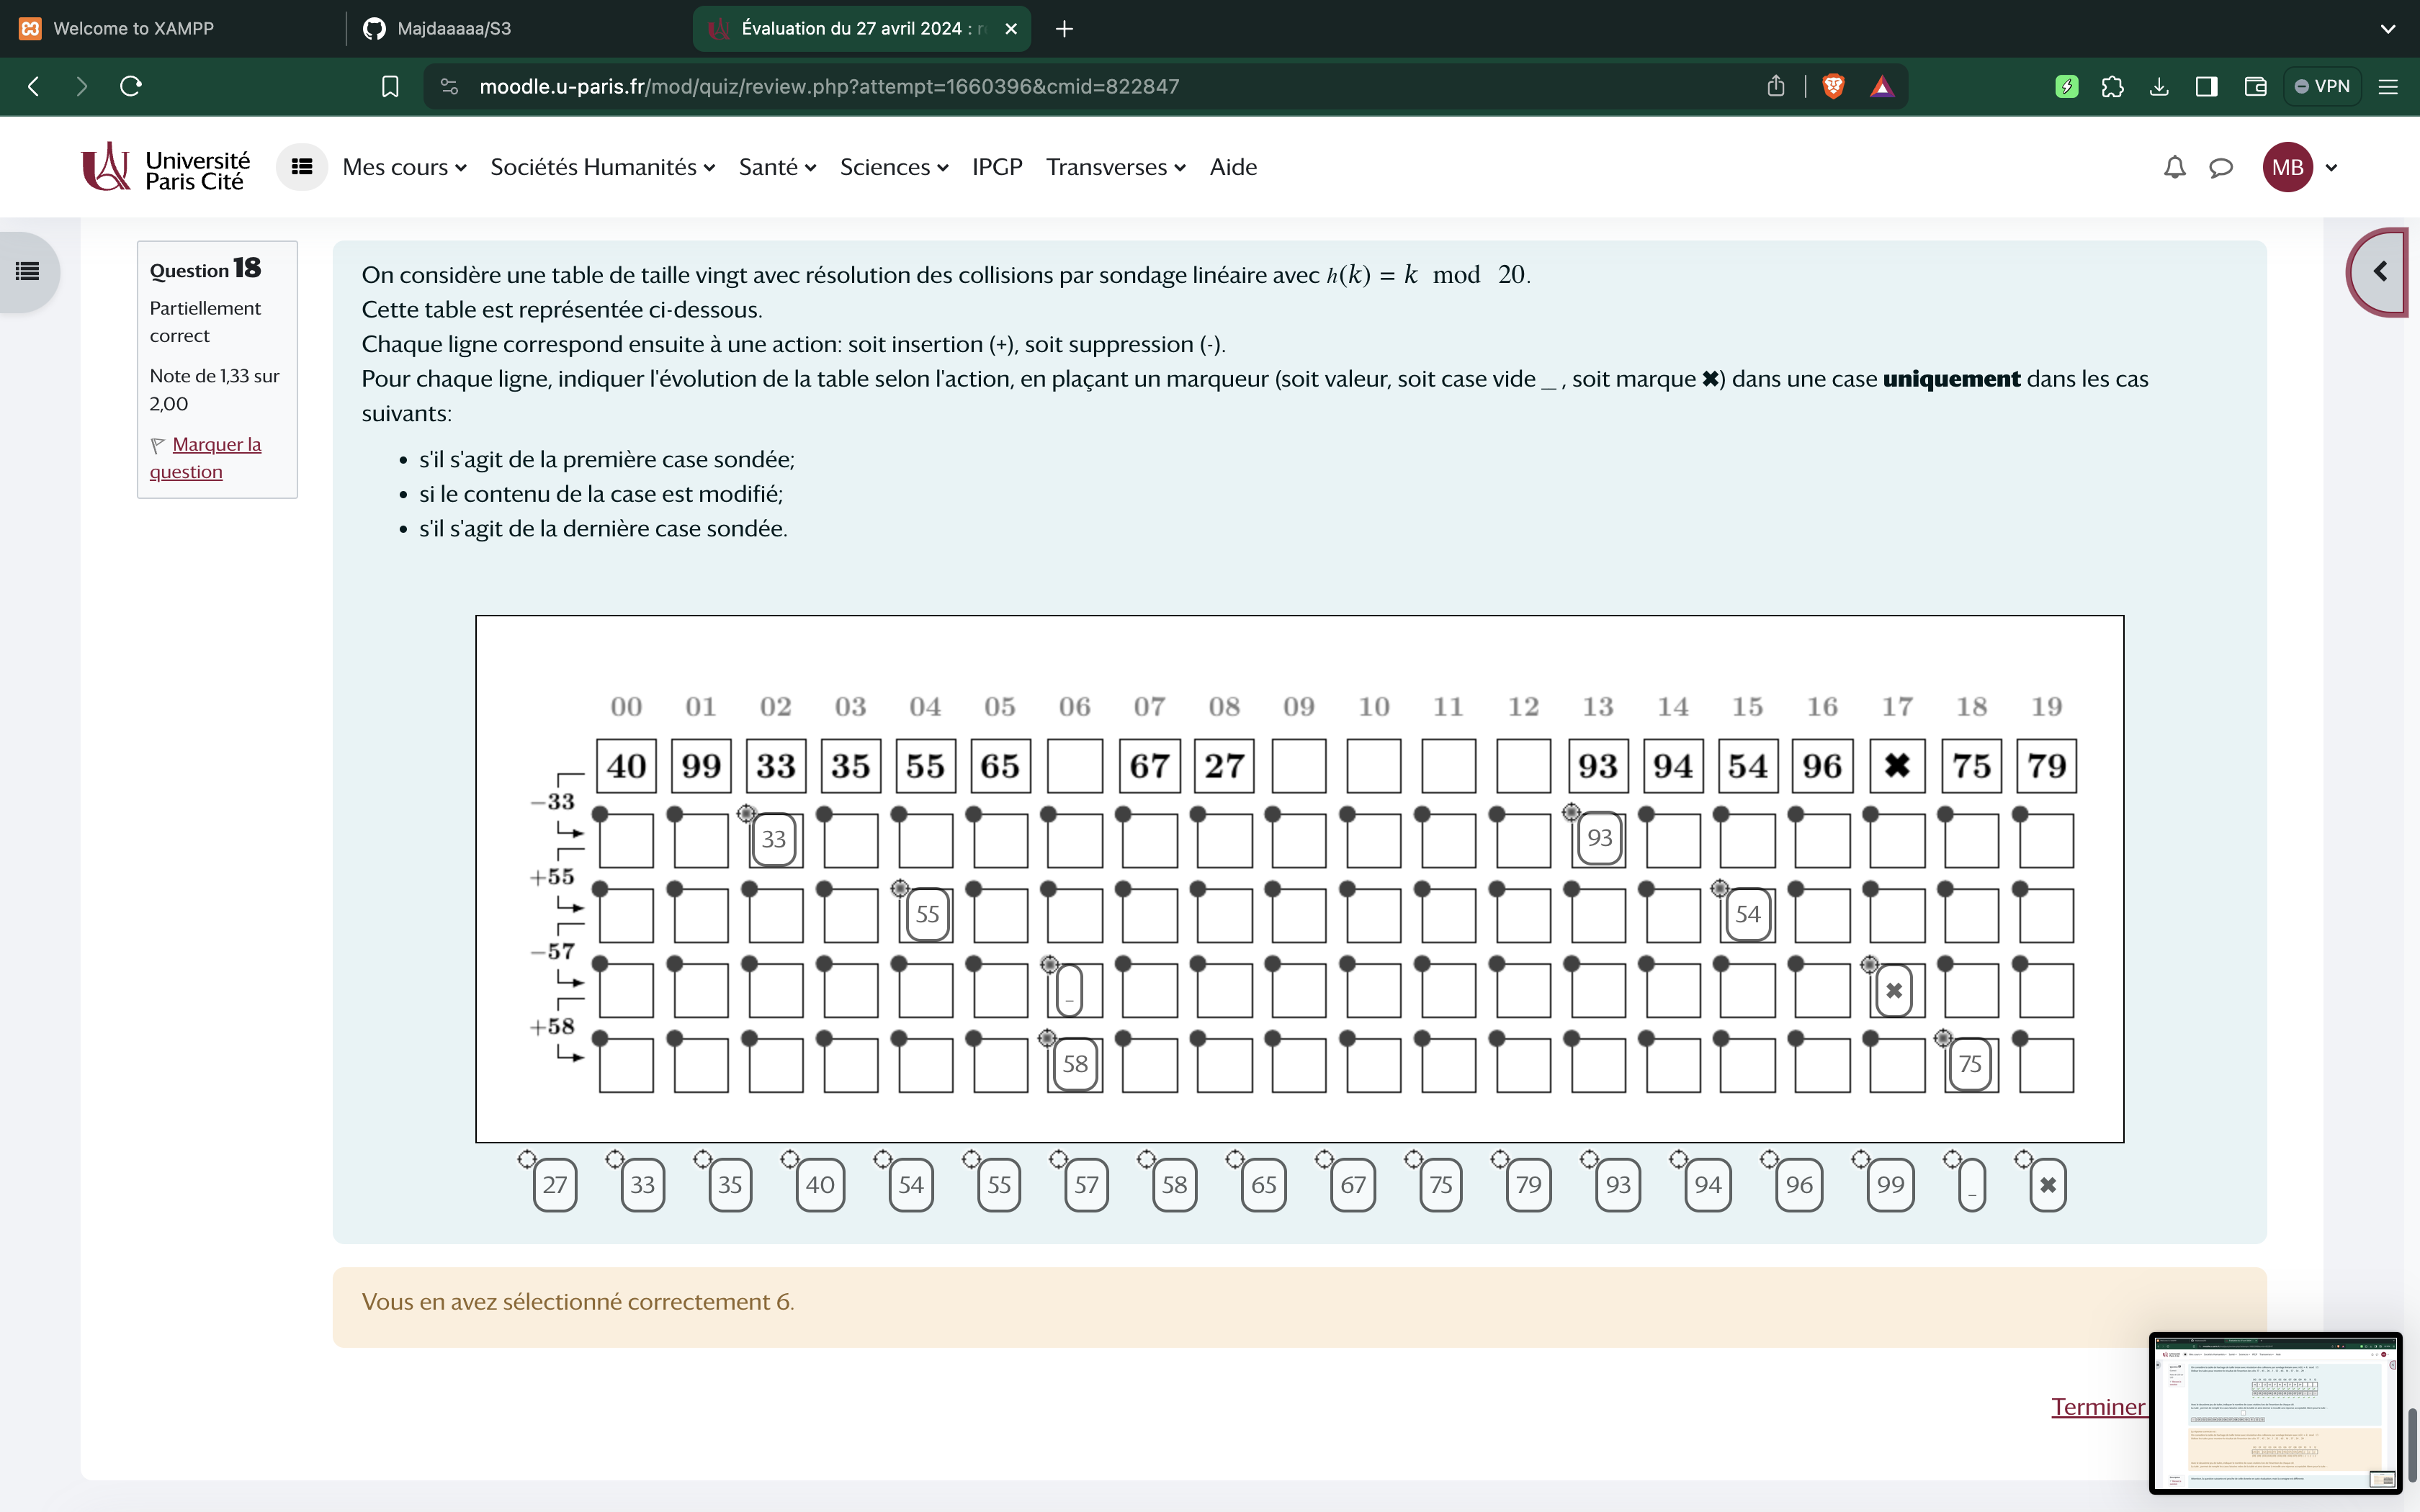 Welcome to XAMPP
Majdaaaaa/S3
Évaluation du 27 avril 2024 : r
moodle.u-paris.fr/mod/quiz/review.php?attempt=1660396&cmid=822847
VPN
Université
Paris Cité
Mes cours Sociétés Humanités Santé Sciences IPGP Transverses Aide
MB
Question 18
Partiellement
correct
Note de 1,33 sur
2,00
Marquer la
question
On considère une table de taille vingt avec résolution des collisions par sondage linéaire avec h(k) = k mod 20.
Cette table est représentée ci-dessous.
Chaque ligne correspond ensuite à une action: soit insertion (+), soit suppression (-).
Pour chaque ligne, indiquer l'évolution de la table selon l'action, en plaçant un marqueur (soit valeur, soit case vide _ , soit marque ✖) dans une case uniquement dans les cas
suivants:
• s'il s'agit de la première case sondée;
• si le contenu de la case est modifié;
• s'il s'agit de la dernière case sondée.
00 01 02 03 04 05 06 07 08 09 10 11 12 13 14 15 16 17 18 19
40 99 33 35 55 65 67 27 93 94 54 96 ✖ 75 79
−33
33 93
+55
55 54
−57
_ ✖
+58
58 75
27 33 35 40 54 55 57 58 65 67 75 79 93 94 96 99 _ ✖
Vous en avez sélectionné correctement 6.
Terminer